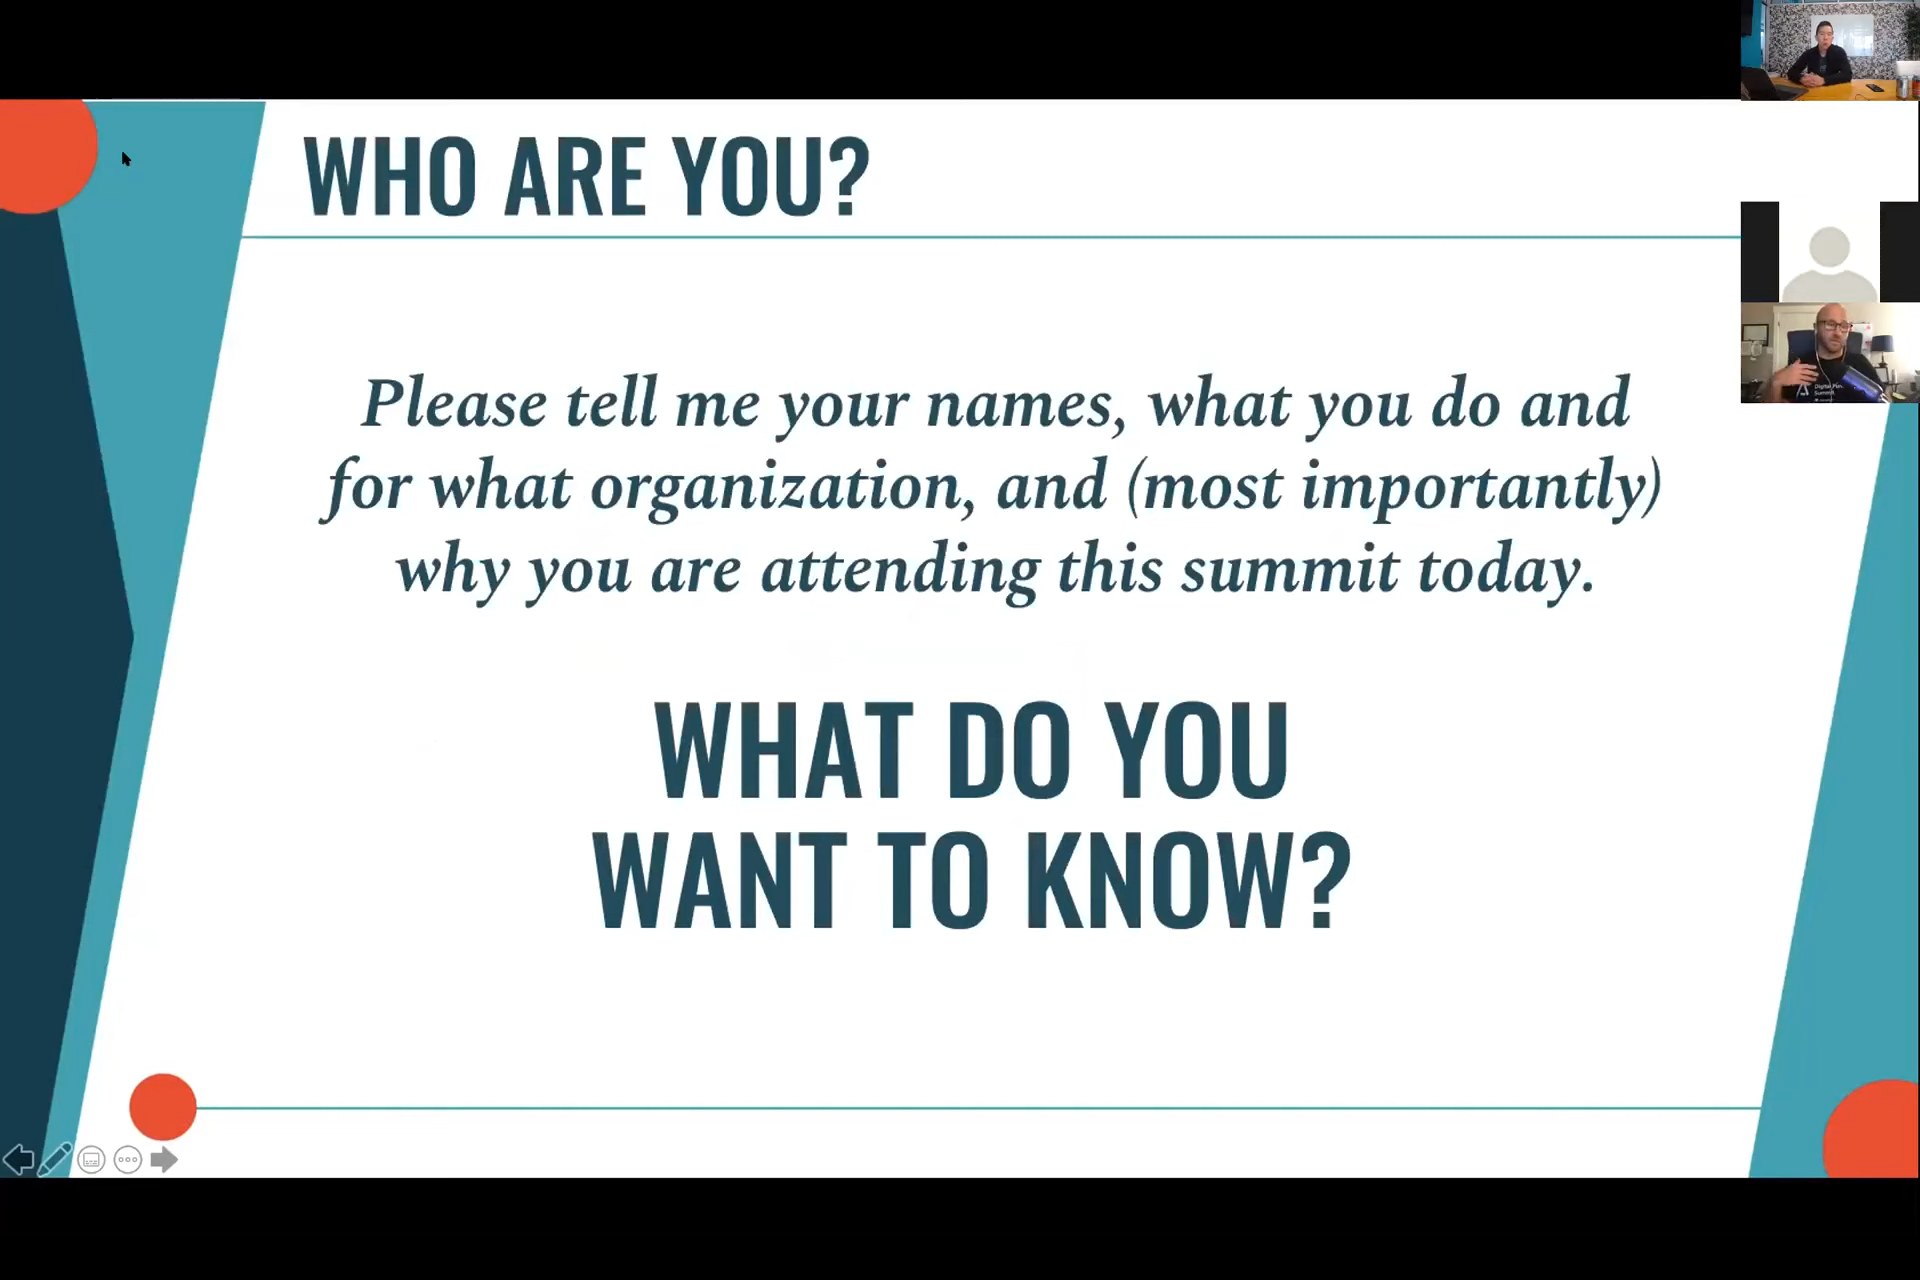 WHO ARE YOU?
Please tell me your names, what you do and
for what organization, and (most importantly)
why you are attending this summit today.
WHAT DO YOU
WANT TO KNOW?
Summit